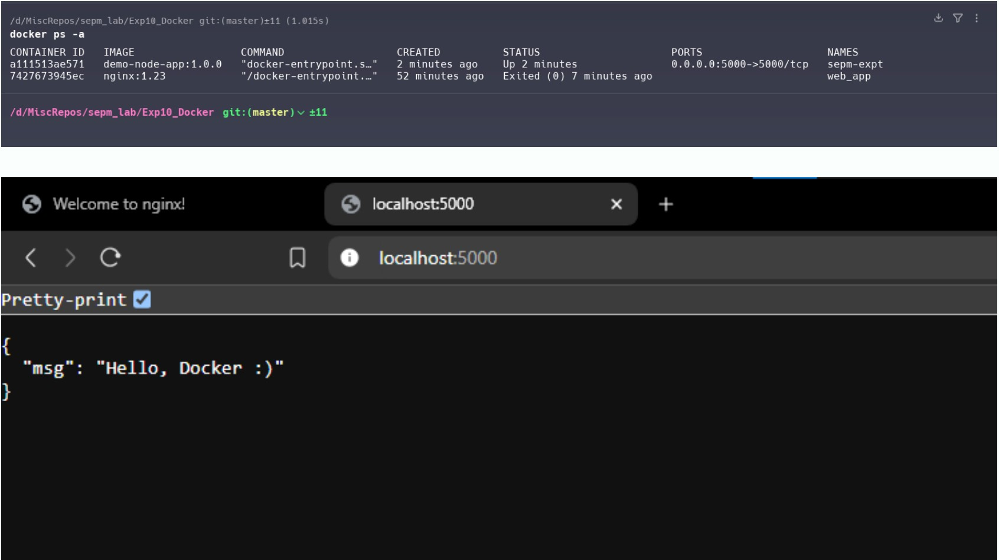 /d/MiscRepos/sepm_lab/Exp10_Docker git:(master)±11 (1.015s)
docker ps -a
CONTAINER ID   IMAGE                 COMMAND                  CREATED          STATUS                     PORTS                    NAMES
a111513ae571   demo-node-app:1.0.0   "docker-entrypoint.s…"   2 minutes ago    Up 2 minutes               0.0.0.0:5000->5000/tcp   sepm-expt
7427673945ec   nginx:1.23            "/docker-entrypoint.…"   52 minutes ago   Exited (0) 7 minutes ago                            web_app
/d/MiscRepos/sepm_lab/Exp10_Docker git:(master) ±11
Welcome to nginx! localhost:5000
localhost:5000
Pretty-print
{
  "msg": "Hello, Docker :)"
}